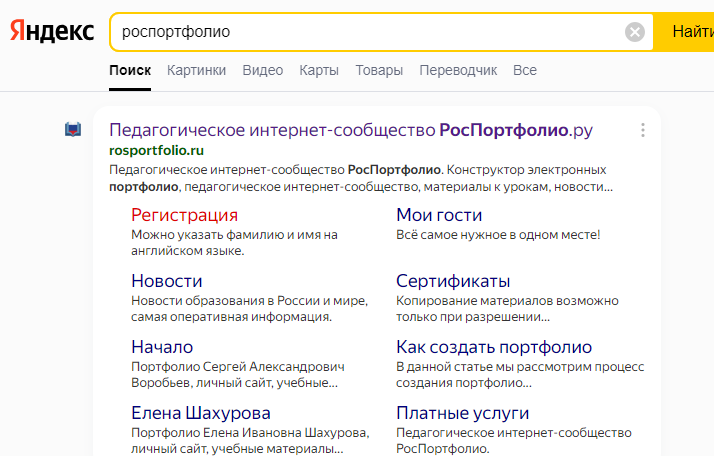 Яндекс
роспортфолио
Найти
Поиск Картинки Видео Карты Товары Переводчик Все
Педагогическое интернет-сообщество РосПортфолио.ру
rosportfolio.ru
Педагогическое интернет-сообщество РосПортфолио. Конструктор электронных
портфолио, педагогическое интернет-сообщество, материалы к урокам, новости...
Регистрация
Можно указать фамилию и имя на
английском языке.
Мои гости
Всё самое нужное в одном месте!
Новости
Новости образования в России и мире,
самая оперативная информация.
Сертификаты
Копирование материалов возможно
только при разрешении...
Начало
Портфолио Сергей Александрович
Воробьев, личный сайт, учебные...
Как создать портфолио
В данной статье мы рассмотрим процесс
создания портфолио...
Елена Шахурова
Портфолио Елена Ивановна Шахурова,
личный сайт, учебные материалы...
Платные услуги
Педагогическое интернет-сообщество
РосПортфолио.